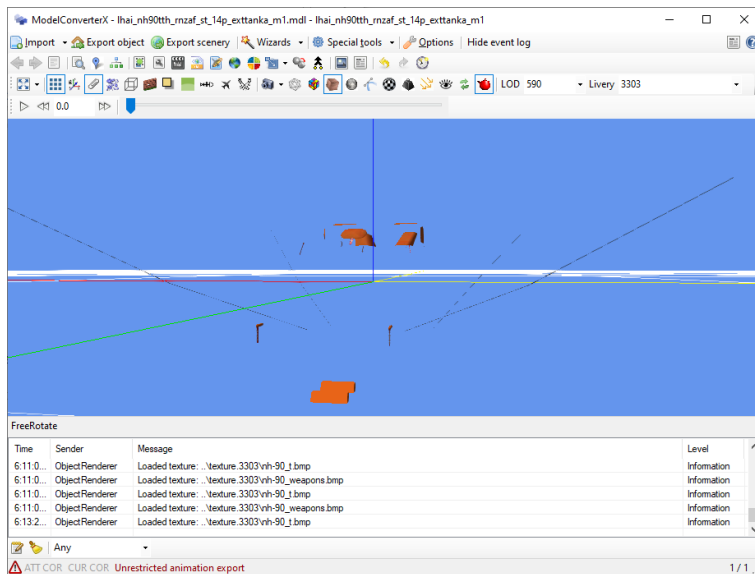 ModelConverterX - Ihai_nh90tth_rnzaf_st_14p_exttanka_m1.mdl - Ihai_nh90tth_rnzaf_st_14p_exttanka_m1
Import Export object Export scenery Wizards Special tools Options Hide event log
LOD 590 Livery 3303
0.0
FreeRotate
Time Sender Message Level
6:11:0... ObjectRenderer Loaded texture: ..\texture.3303\nh-90_t.bmp Information
6:11:0... ObjectRenderer Loaded texture: ..\texture.3303\nh-90_weapons.bmp Information
6:11:0... ObjectRenderer Loaded texture: ..\texture.3303\nh-90_t.bmp Information
6:11:0... ObjectRenderer Loaded texture: ..\texture.3303\nh-90_weapons.bmp Information
6:13:2... ObjectRenderer Loaded texture: ..\texture.3303\nh-90_t.bmp Information
Any
ATT COR CUR COR Unrestricted animation export 1 / 1